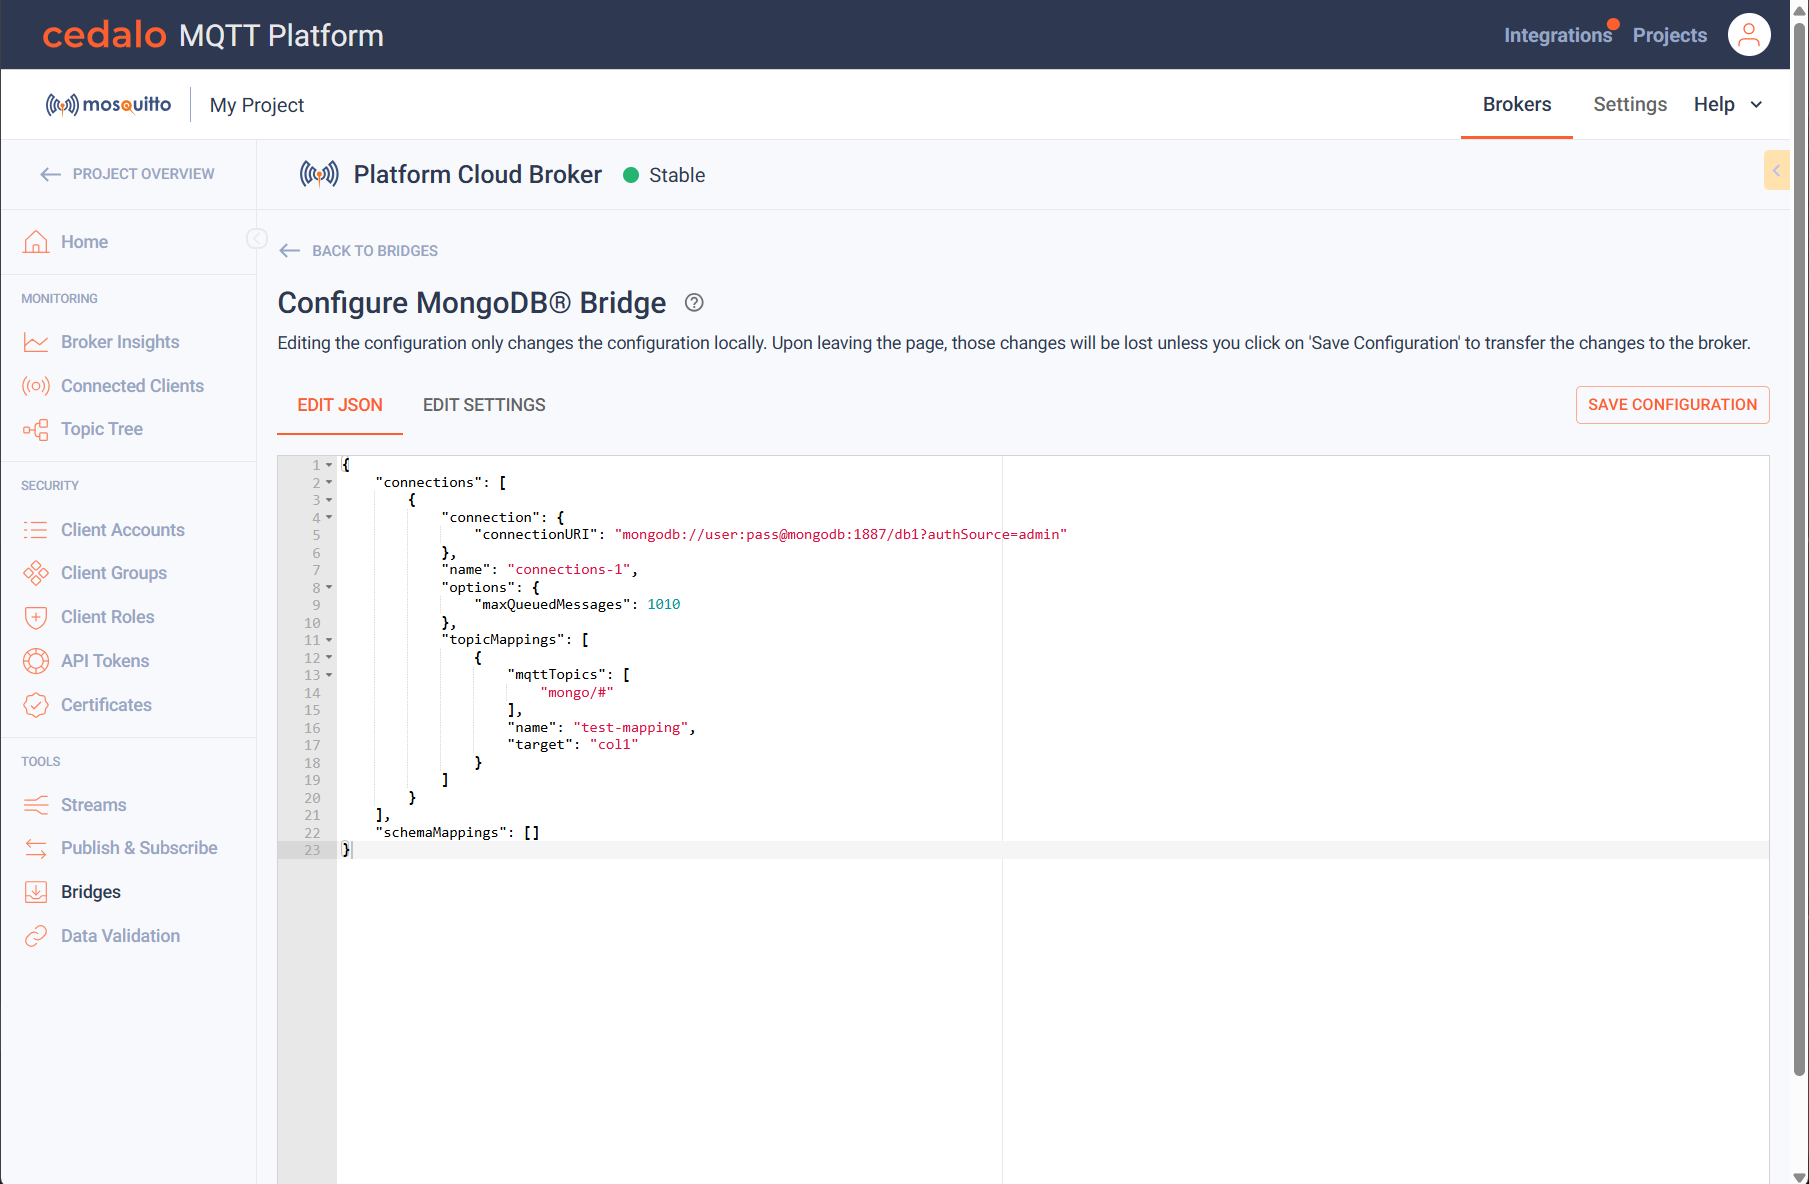 cedalo MQTT Platform
Integrations Projects
mosquitto My Project
Brokers Settings Help
PROJECT OVERVIEW
Platform Cloud Broker Stable
Home
BACK TO BRIDGES
MONITORING
Configure MongoDB® Bridge
Broker Insights
Editing the configuration only changes the configuration locally. Upon leaving the page, those changes will be lost unless you click on 'Save Configuration' to transfer the changes to the broker.
Connected Clients
EDIT JSON EDIT SETTINGS SAVE CONFIGURATION
Topic Tree
SECURITY
Client Accounts
Client Groups
Client Roles
API Tokens
Certificates
TOOLS
Streams
Publish & Subscribe
Bridges
Data Validation
1 {
2 "connections": [
3 {
4 "connection": {
5 "connectionURI": "mongodb://user:pass@mongodb:1887/db1?authSource=admin"
6 },
7 "name": "connections-1",
8 "options": {
9 "maxQueuedMessages": 1010
10 },
11 "topicMappings": [
12 {
13 "mqttTopics": [
14 "mongo/#"
15 ],
16 "name": "test-mapping",
17 "target": "col1"
18 }
19 ]
20 }
21 ],
22 "schemaMappings": []
23 }